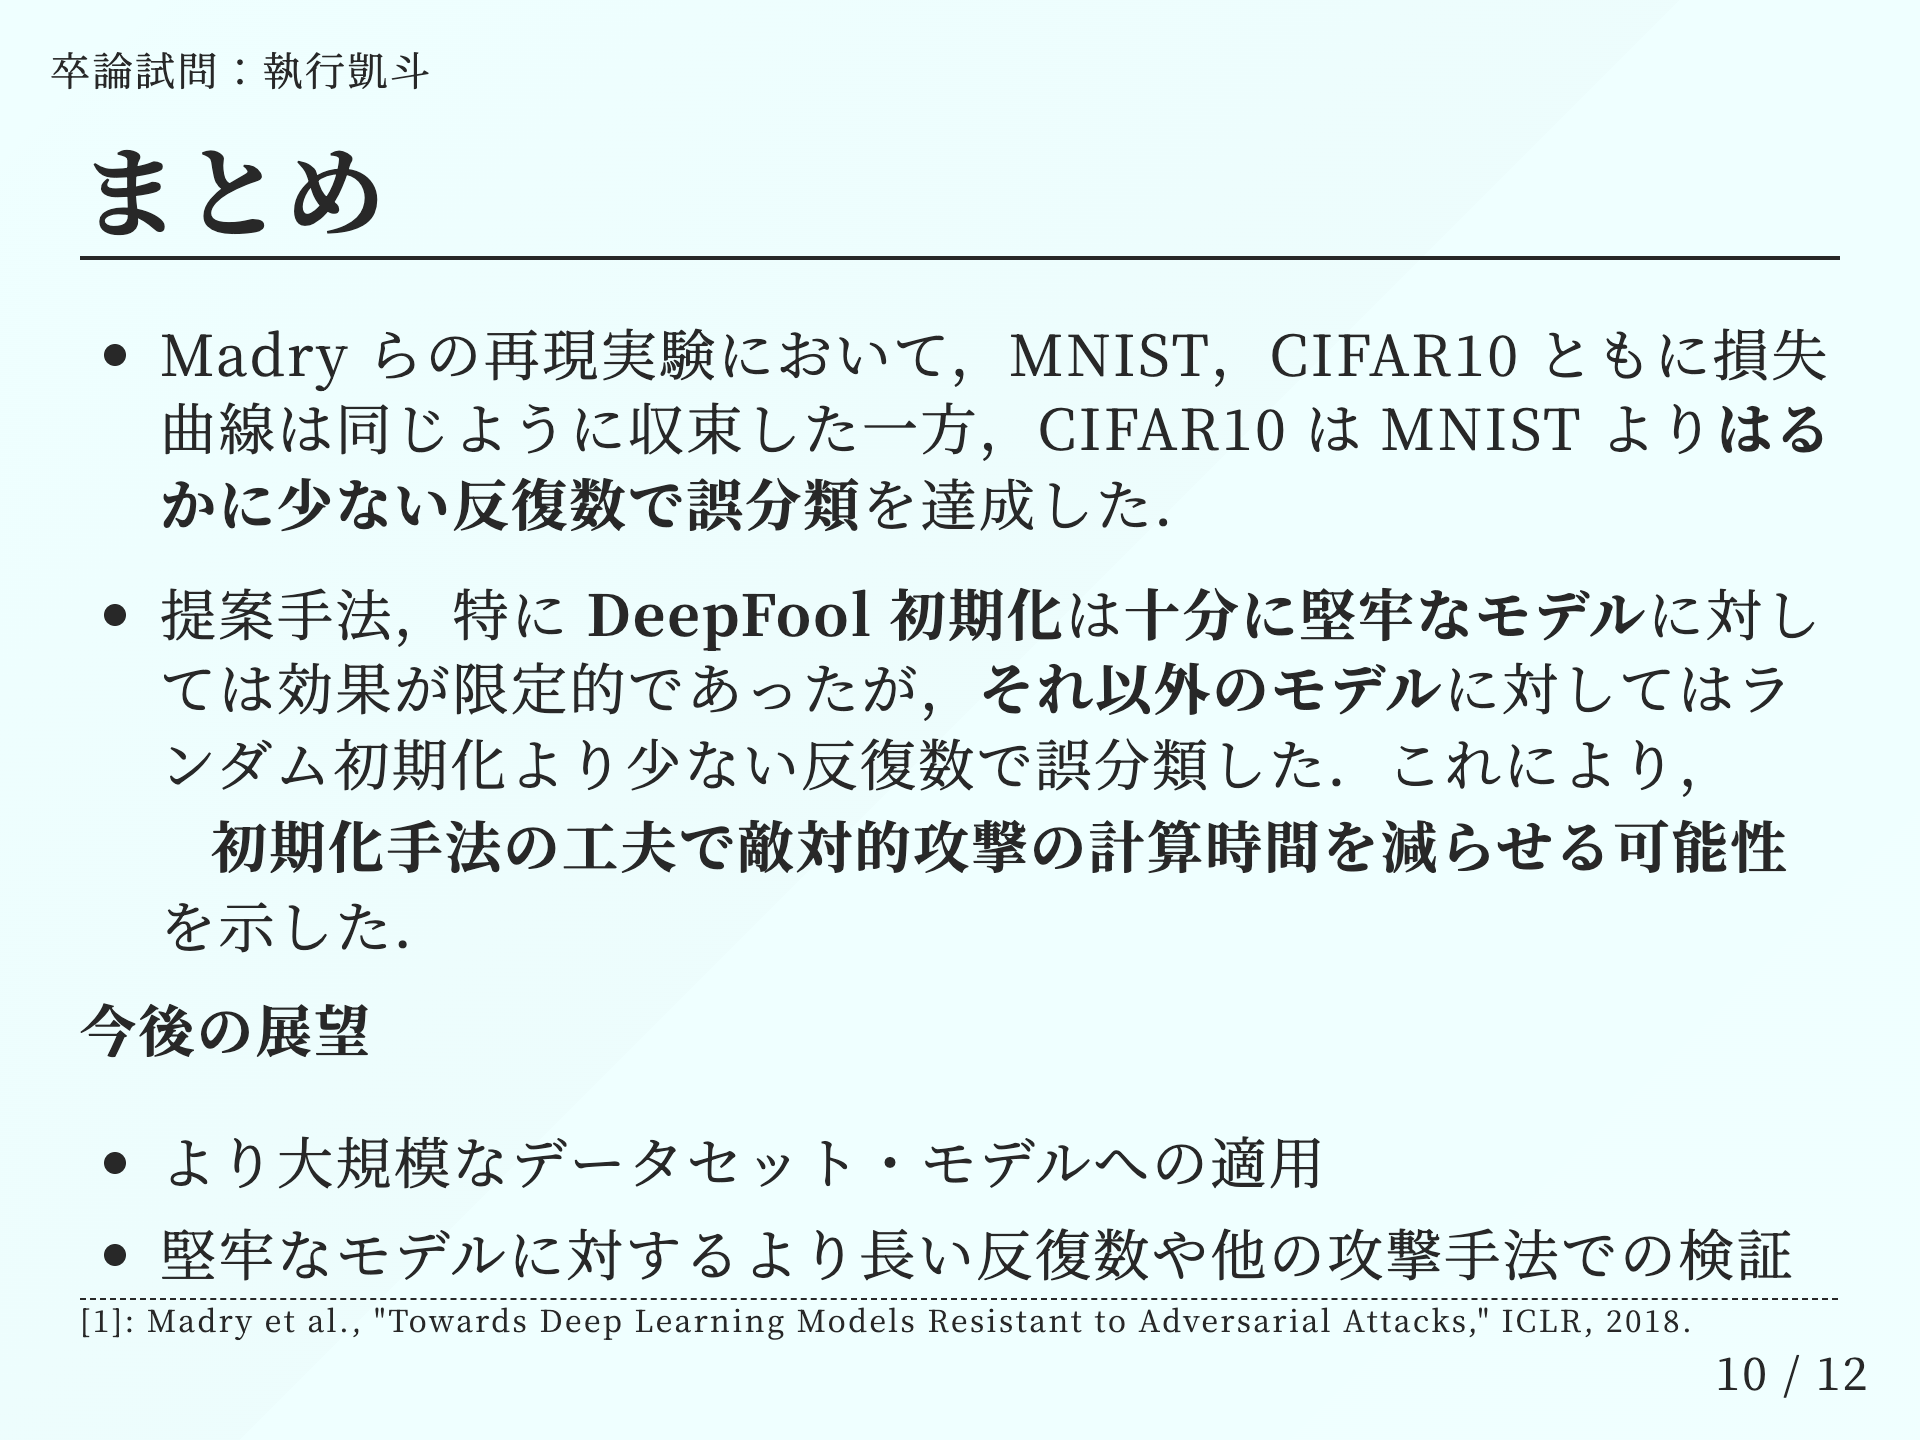 卒論試問：執行凱斗
まとめ
• Madry らの再現実験において，MNIST，CIFAR10 ともに損失
曲線は同じように収束した一方，CIFAR10 は MNIST よりはる
かに少ない反復数で誤分類を達成した．
• 提案手法，特に DeepFool 初期化は十分に堅牢なモデルに対し
ては効果が限定的であったが，それ以外のモデルに対してはラ
ンダム初期化より少ない反復数で誤分類した．これにより，
初期化手法の工夫で敵対的攻撃の計算時間を減らせる可能性
を示した．
今後の展望
• より大規模なデータセット・モデルへの適用
• 堅牢なモデルに対するより長い反復数や他の攻撃手法での検証
[1]: Madry et al., "Towards Deep Learning Models Resistant to Adversarial Attacks," ICLR, 2018.
10 / 12